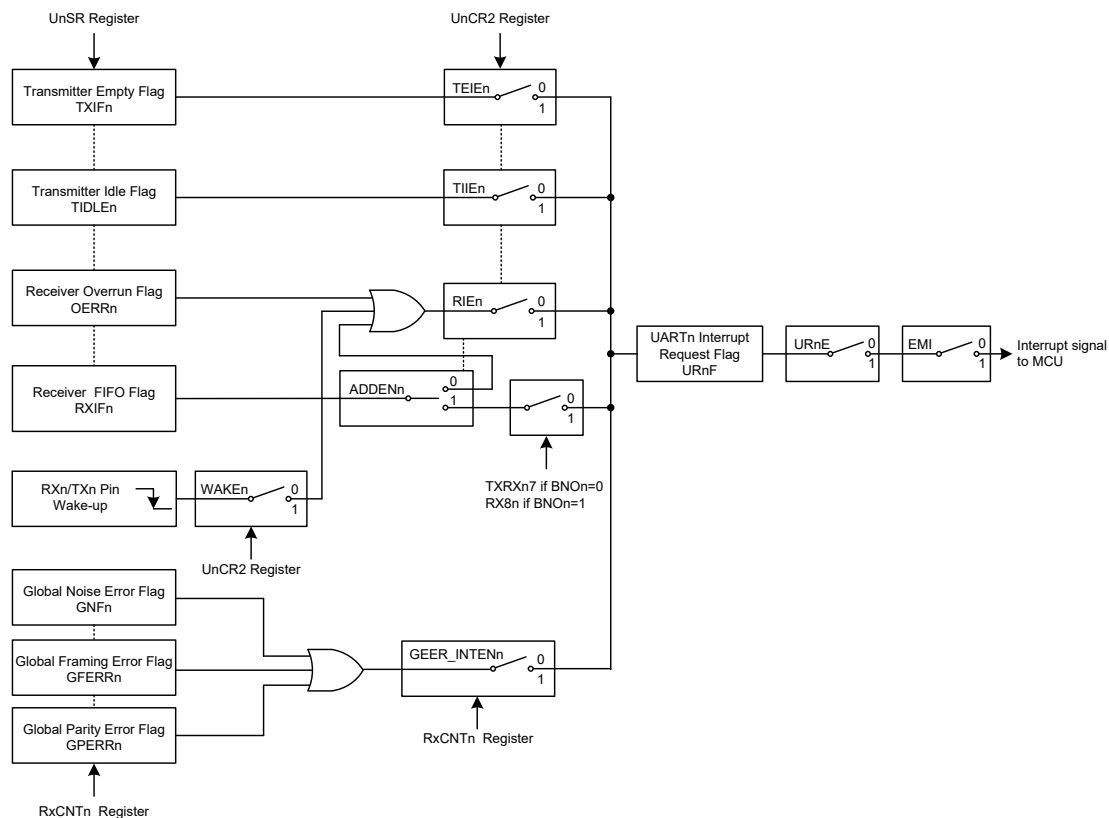 UnSR Register
UnCR2 Register
Transmitter Empty Flag
TXIFn
TEIEn
0
1
Transmitter Idle Flag
TIDLEn
TIIEn
0
1
Receiver Overrun Flag
OERRn
RIEn
0
1
UARTn Interrupt
Request Flag
URnF
URnE
0
1
EMI
0
1
Interrupt signal
to MCU
Receiver FIFO Flag
RXIFn
ADDENn
0
1
0
1
TXRXn7 if BNOn=0
RX8n if BNOn=1
RXn/TXn Pin
Wake-up
WAKEn
0
1
UnCR2 Register
Global Noise Error Flag
GNFn
Global Framing Error Flag
GFERRn
GEER_INTENn
0
1
Global Parity Error Flag
GPERRn
RxCNTn Register
RxCNTn Register